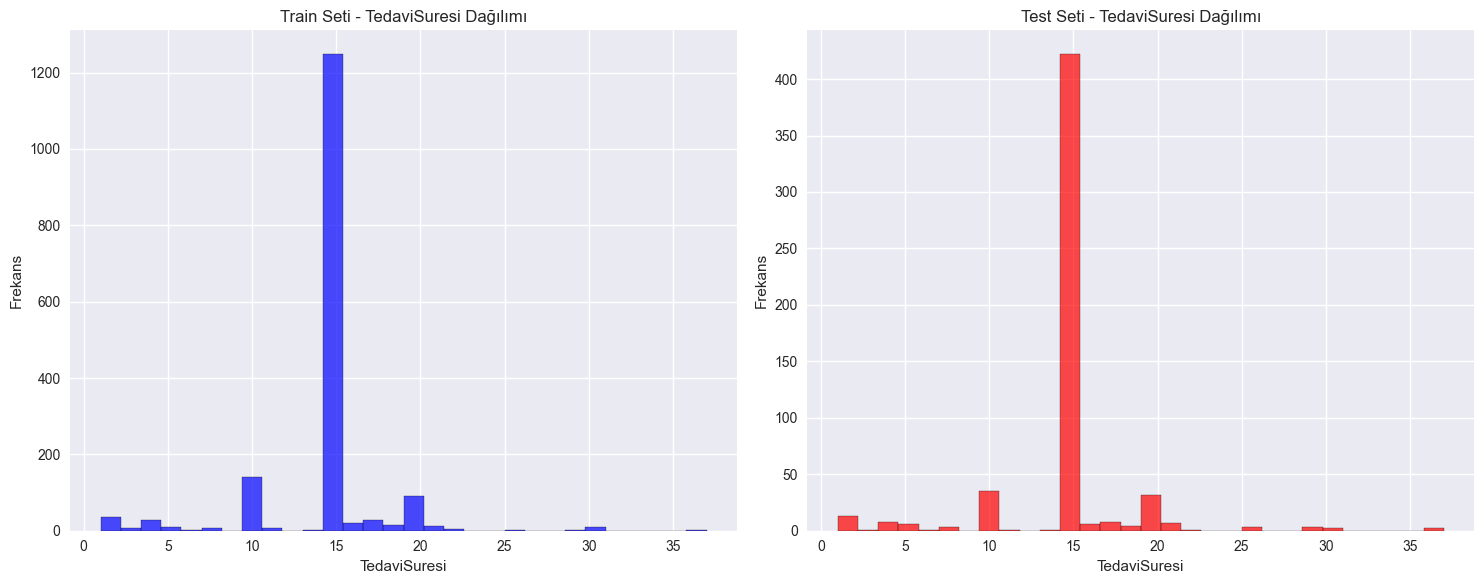 Train Seti - TedaviSuresi Dağılımı
Frekans
1200
1000
800
600
400
200
0
0 5 10 15 20 25 30 35
TedaviSuresi
Test Seti - TedaviSuresi Dağılımı
Frekans
400
350
300
250
200
150
100
50
0
0 5 10 15 20 25 30 35
TedaviSuresi